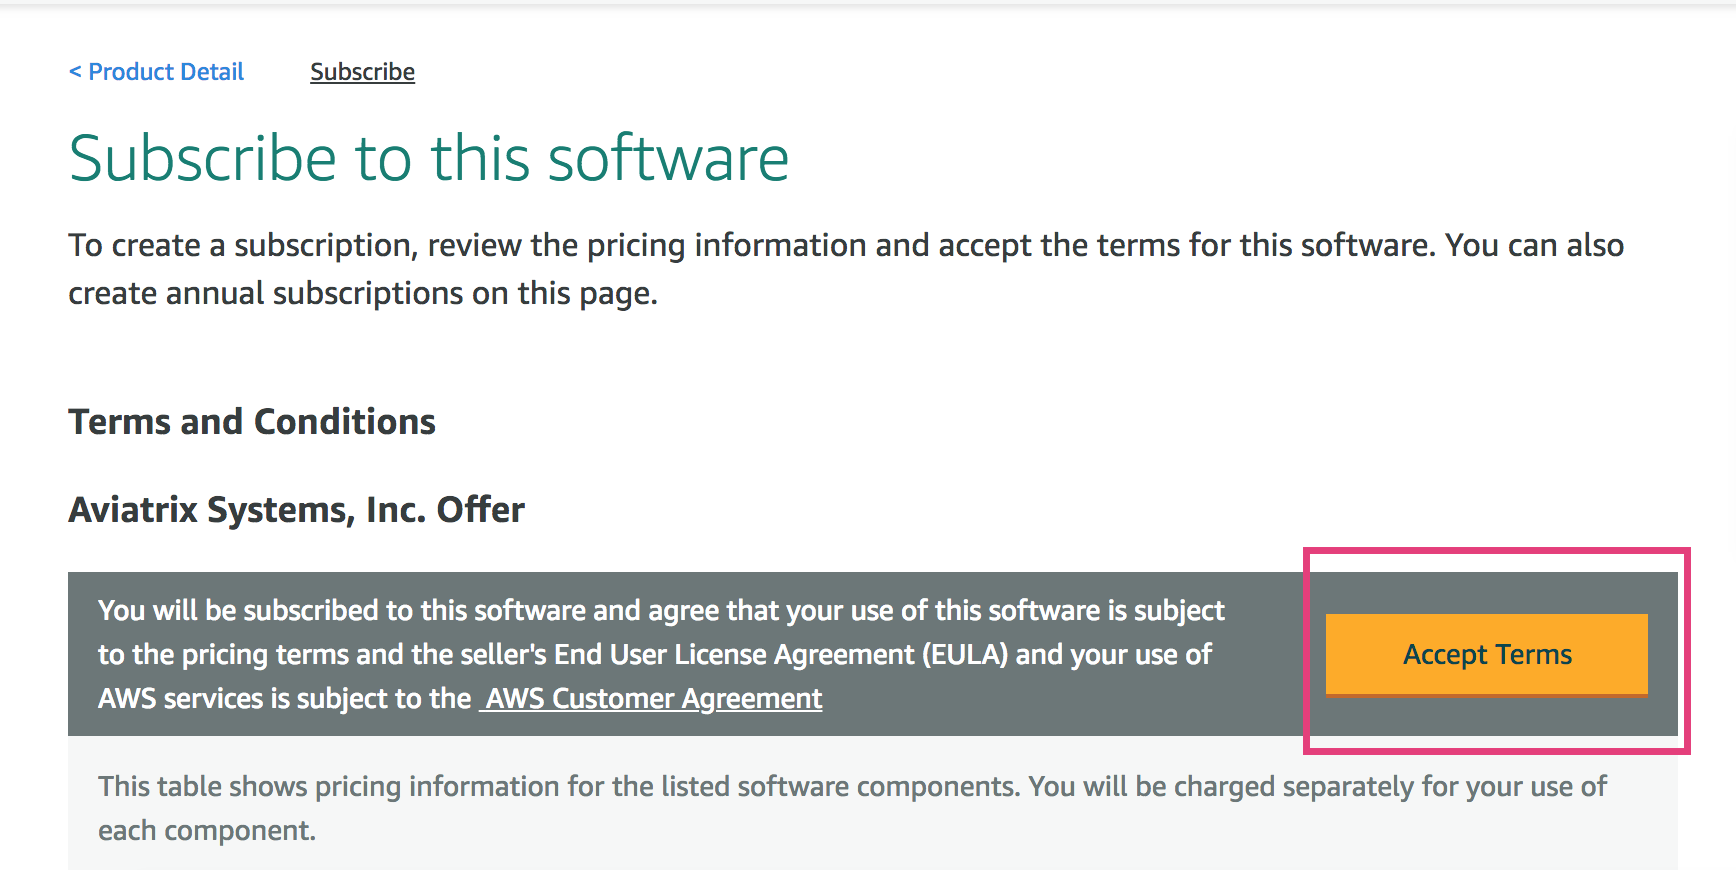 < Product Detail
Subscribe
Subscribe to this software
To create a subscription, review the pricing information and accept the terms for this software. You can also
create annual subscriptions on this page.
Terms and Conditions
Aviatrix Systems, Inc. Offer
You will be subscribed to this software and agree that your use of this software is subject
to the pricing terms and the seller's End User License Agreement (EULA) and your use of
AWS services is subject to the AWS Customer Agreement
Accept Terms
This table shows pricing information for the listed software components. You will be charged separately for your use of
each component.